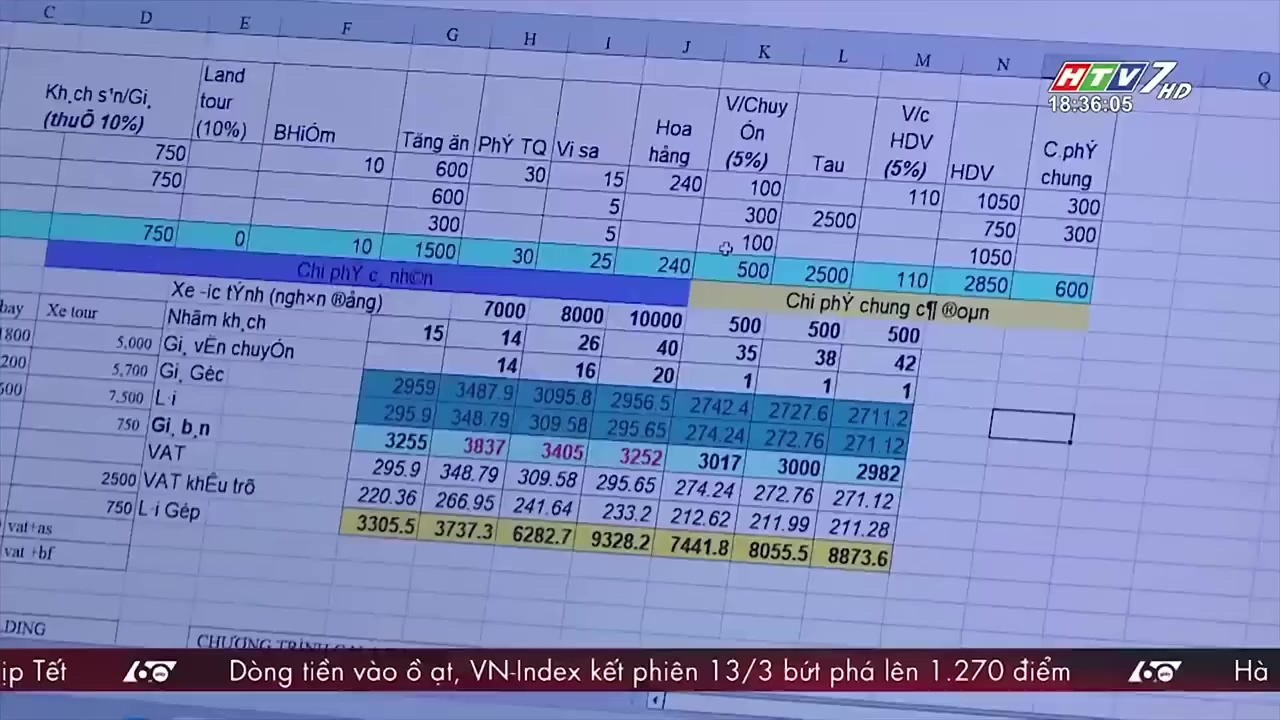 C D E F G H I J K L M N Q
HTV7 HD
18:36:05
Kh¸ch s¹n/Gi¸ (thuÕ 10%) Land tour (10%) BHiÓm Tăng ăn PhÝ TQ Vi sa Hoa hång V/Chuy Ón (5%) Tau V/c HDV (5%) HDV C.phÝ chung
750 10 600 30 15 240 100 110 1050 300
750 600 5 300 2500 750 300
300 5 100 1050
750 0 10 1500 30 25 240 500 2500 110 2850 600
Chi phÝ c¸ nh©n Chi phÝ chung c¶ ®oµn
bay Xe tour Xe -íc tÝnh (ngh×n ®ång) 7000 8000 10000 500 500 500
1800 5,000 Nhãm kh¸ch 15 14 26 40 35 38 42
200 5,700 Gi¸ vËn chuyÓn 14 16 20 1 1 1
500 7,500 Gi¸ Gèc 2959 3487.9 3095.8 2956.5 2742.4 2727.6 2711.2
750 L·i 295.9 348.79 309.58 295.65 274.24 272.76 271.12
Gi¸ b¸n 3255 3837 3405 3252 3017 3000 2982
2500 VAT 295.9 348.79 309.58 295.65 274.24 272.76 271.12
750 VAT khÊu trõ 220.36 266.95 241.64 233.2 212.62 211.99 211.28
vat+as L·i Gép 3305.5 3737.3 6282.7 9328.2 7441.8 8055.5 8873.6
vat +bf
DING CHƯƠNG TRÌNH
ịp Tết 60 Dòng tiền vào ồ ạt, VN-Index kết phiên 13/3 bứt phá lên 1.270 điểm 60 Hà